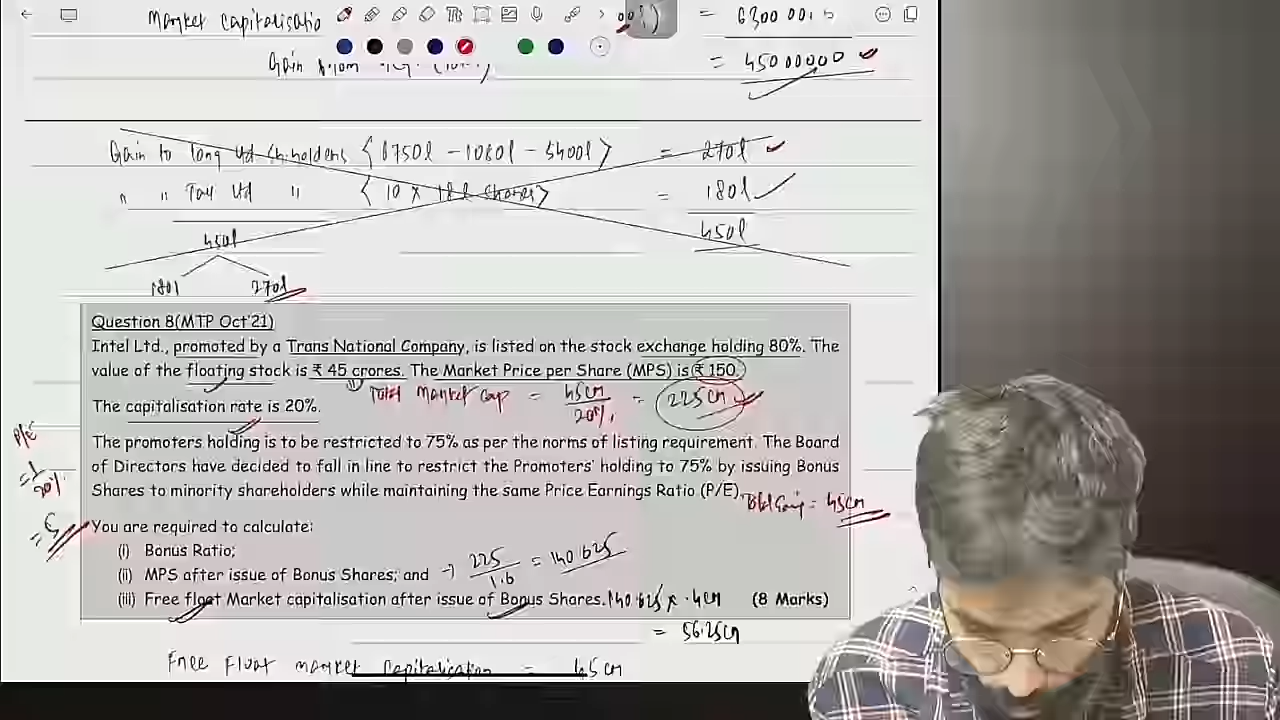 Market Capitalisatio
=
= 45000000
Gain to long Ltd Shholders { 6750l - 1080l - 5400l } = 270l
" " Tall Ltd " { 10 x 18l Shares } = 180l
450l
450l
180l 270l
Question 8(MTP Oct'21)
Intel Ltd., promoted by a Trans National Company, is listed on the stock exchange holding 80%. The
value of the floating stock is ₹ 45 crores. The Market Price per Share (MPS) is ₹ 150.
Total Market Cap = 45cr / 20% = 225cr
The capitalisation rate is 20%.
P/E
= 1/20%
= 5
The promoters holding is to be restricted to 75% as per the norms of listing requirement. The Board
of Directors have decided to fall in line to restrict the Promoters' holding to 75% by issuing Bonus
Shares to minority shareholders while maintaining the same Price Earnings Ratio (P/E).
= 45cr
You are required to calculate:
(i) Bonus Ratio;
(ii) MPS after issue of Bonus Shares; and → 225 / 1.6 = 140.625
(iii) Free float Market capitalisation after issue of Bonus Shares. 140.625 x .4cr (8 Marks)
= 56.25cr
Free Float market Capitalisation = 45cr